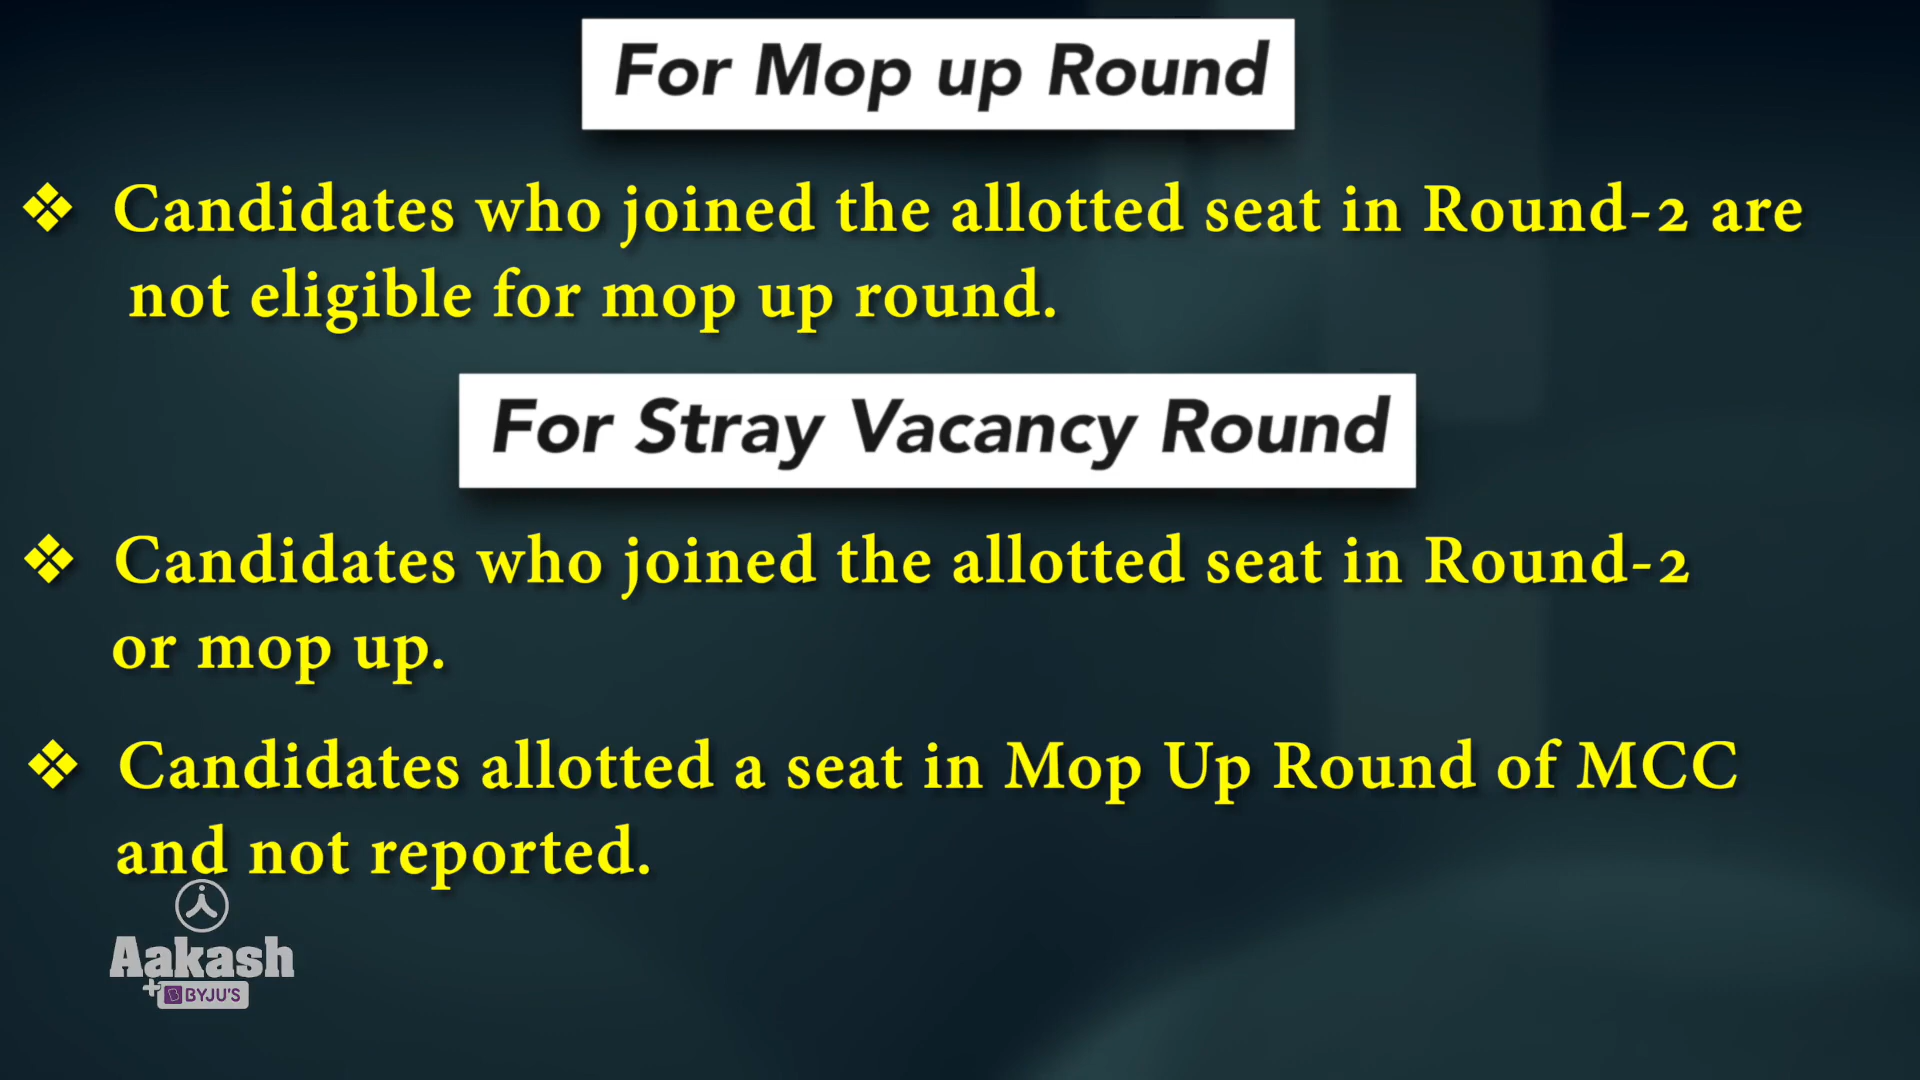 For Mop up Round
❖ Candidates who joined the allotted seat in Round-2 are
not eligible for mop up round.
For Stray Vacancy Round
❖ Candidates who joined the allotted seat in Round-2
or mop up.
❖ Candidates allotted a seat in Mop Up Round of MCC
and not reported.
Aakash
+ BYJU'S